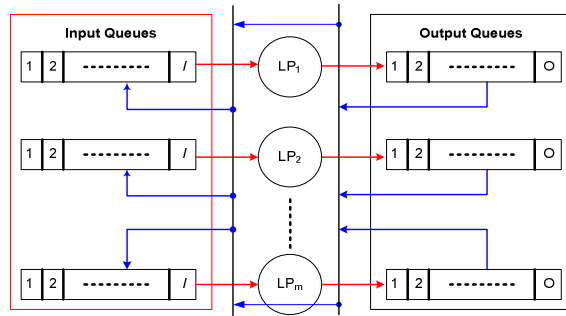 Input Queues Output Queues
1 2 I LP1 1 2 O
1 2 I LP2 1 2 O
1 2 I LPm 1 2 O